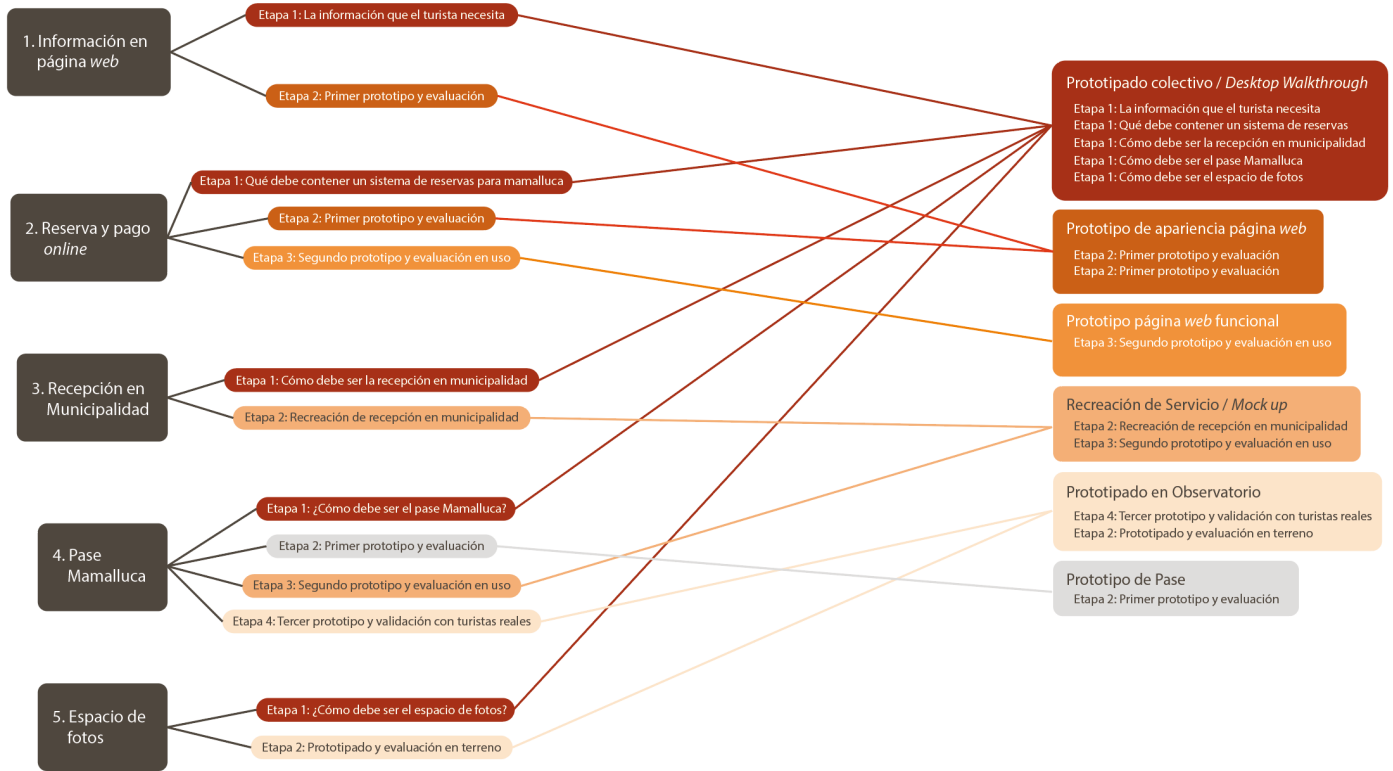 1. Información en
página web
Etapa 1: La información que el turista necesita
Etapa 2: Primer prototipo y evaluación
2. Reserva y pago
online
Etapa 1: Qué debe contener un sistema de reservas para mamalluca
Etapa 2: Primer prototipo y evaluación
Etapa 3: Segundo prototipo y evaluación en uso
3. Recepción en
Municipalidad
Etapa 1: Cómo debe ser la recepción en municipalidad
Etapa 2: Recreación de recepción en municipalidad
4. Pase
Mamalluca
Etapa 1: ¿Cómo debe ser el pase Mamalluca?
Etapa 2: Primer prototipo y evaluación
Etapa 3: Segundo prototipo y evaluación en uso
Etapa 4: Tercer prototipo y validación con turistas reales
5. Espacio de
fotos
Etapa 1: ¿Cómo debe ser el espacio de fotos?
Etapa 2: Prototipado y evaluación en terreno
Prototipado colectivo / Desktop Walkthrough
Etapa 1: La información que el turista necesita
Etapa 1: Qué debe contener un sistema de reservas
Etapa 1: Cómo debe ser la recepción en municipalidad
Etapa 1: Cómo debe ser el pase Mamalluca
Etapa 1: Cómo debe ser el espacio de fotos
Prototipo de apariencia página web
Etapa 2: Primer prototipo y evaluación
Etapa 2: Primer prototipo y evaluación
Prototipo página web funcional
Etapa 3: Segundo prototipo y evaluación en uso
Recreación de Servicio / Mock up
Etapa 2: Recreación de recepción en municipalidad
Etapa 3: Segundo prototipo y evaluación en uso
Prototipado en Observatorio
Etapa 4: Tercer prototipo y validación con turistas reales
Etapa 2: Prototipado y evaluación en terreno
Prototipo de Pase
Etapa 2: Primer prototipo y evaluación